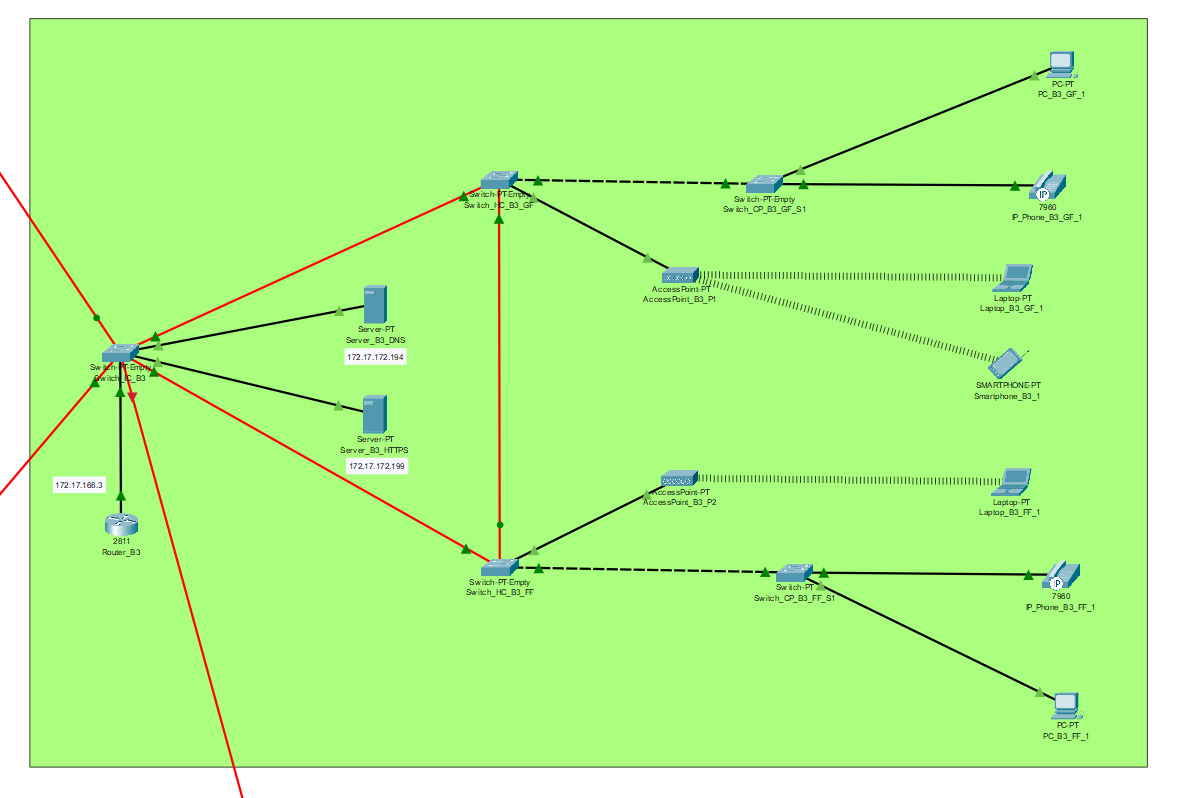 PC-PT
PC_B3_GF_1
Switch-PT-Empty
Switch_HC_B3_GF
Switch-PT-Empty
Switch_CP_B3_GF_S1
IP
7960
IP_Phone_B3_GF_1
AccessPoint-PT
AccessPoint_B3_P1
Laptop-PT
Laptop_B3_GF_1
Server-PT
Server_B3_DNS
172.17.172.194
Switch-PT-Empty
Switch_IC_B3
SMARTPHONE-PT
Smartphone_B3_1
Server-PT
Server_B3_HTTPS
172.17.172.199
172.17.168.3
AccessPoint-PT
AccessPoint_B3_P2
Laptop-PT
Laptop_B3_FF_1
2811
Router_B3
Switch-PT-Empty
Switch_HC_B3_FF
Switch-PT
Switch_CP_B3_FF_S1
IP
7960
IP_Phone_B3_FF_1
PC-PT
PC_B3_FF_1